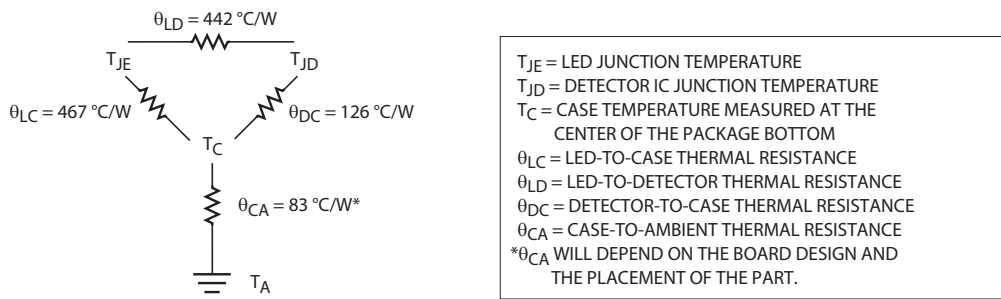 θLD = 442 °C/W
TJE
TJD
θLC = 467 °C/W
θDC = 126 °C/W
TC
θCA = 83 °C/W*
TA
TJE = LED JUNCTION TEMPERATURE
TJD = DETECTOR IC JUNCTION TEMPERATURE
TC = CASE TEMPERATURE MEASURED AT THE
CENTER OF THE PACKAGE BOTTOM
θLC = LED-TO-CASE THERMAL RESISTANCE
θLD = LED-TO-DETECTOR THERMAL RESISTANCE
θDC = DETECTOR-TO-CASE THERMAL RESISTANCE
θCA = CASE-TO-AMBIENT THERMAL RESISTANCE
*θCA WILL DEPEND ON THE BOARD DESIGN AND
THE PLACEMENT OF THE PART.